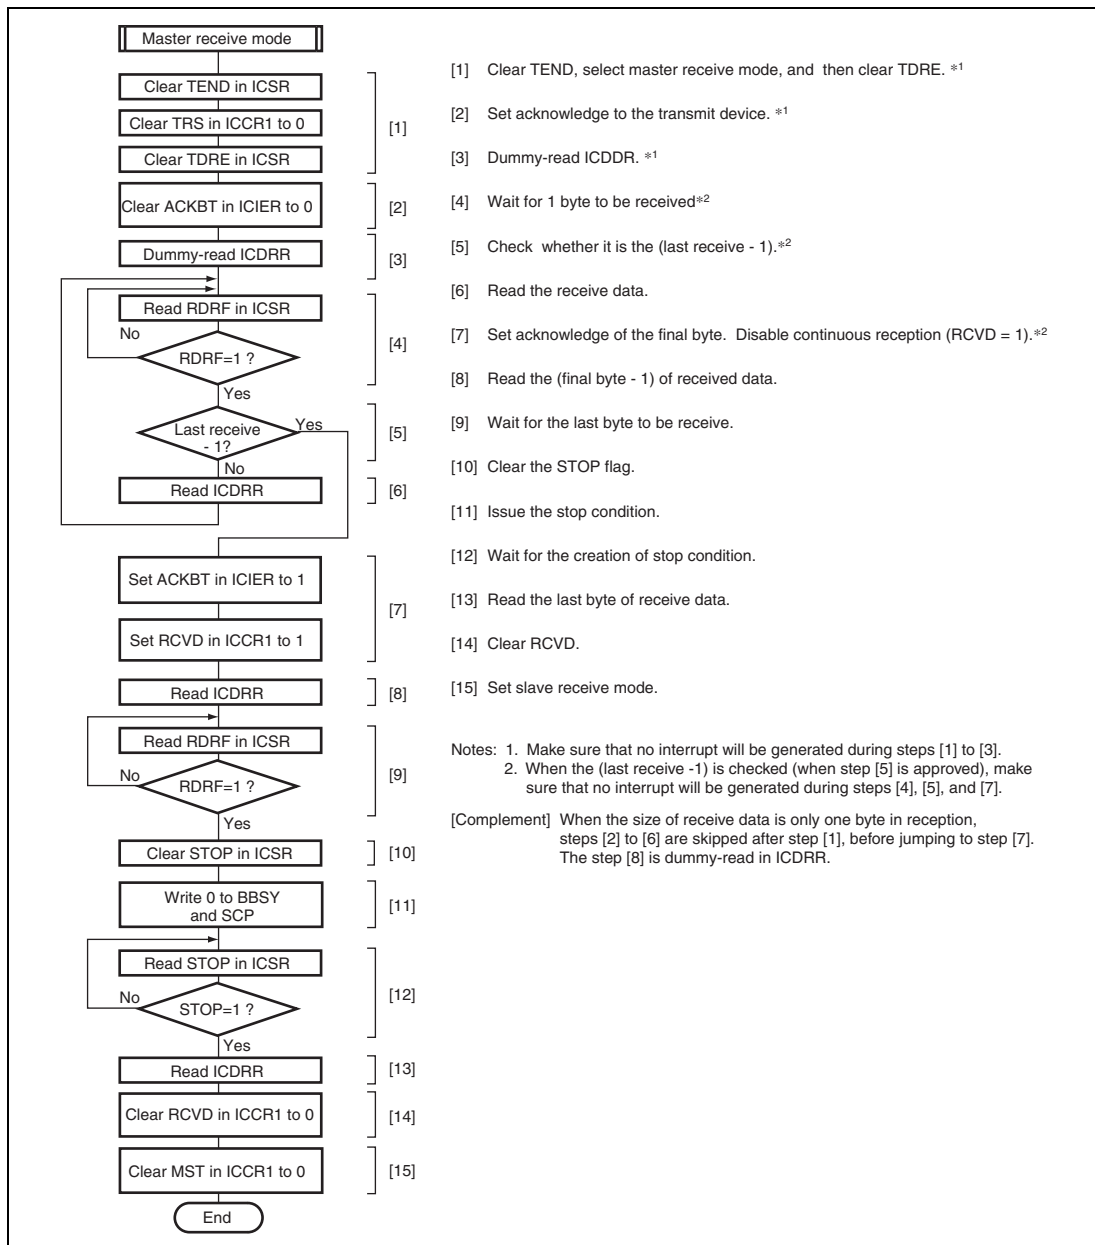 Master receive mode
Clear TEND in ICSR
Clear TRS in ICCR1 to 0
Clear TDRE in ICSR
[1]
Clear ACKBT in ICIER to 0
[2]
Dummy-read ICDRR
[3]
Read RDRF in ICSR
No
RDRF=1 ?
[4]
Yes
Last receive
- 1?
Yes
[5]
No
Read ICDRR
[6]
Set ACKBT in ICIER to 1
[7]
Set RCVD in ICCR1 to 1
Read ICDRR
[8]
Read RDRF in ICSR
No
RDRF=1 ?
[9]
Yes
Clear STOP in ICSR
[10]
Write 0 to BBSY
and SCP
[11]
Read STOP in ICSR
No
STOP=1 ?
[12]
Yes
Read ICDRR
[13]
Clear RCVD in ICCR1 to 0
[14]
Clear MST in ICCR1 to 0
[15]
End
[1] Clear TEND, select master receive mode, and then clear TDRE. *1
[2] Set acknowledge to the transmit device. *1
[3] Dummy-read ICDDR. *1
[4] Wait for 1 byte to be received*2
[5] Check whether it is the (last receive - 1).*2
[6] Read the receive data.
[7] Set acknowledge of the final byte. Disable continuous reception (RCVD = 1).*2
[8] Read the (final byte - 1) of received data.
[9] Wait for the last byte to be receive.
[10] Clear the STOP flag.
[11] Issue the stop condition.
[12] Wait for the creation of stop condition.
[13] Read the last byte of receive data.
[14] Clear RCVD.
[15] Set slave receive mode.
Notes: 1. Make sure that no interrupt will be generated during steps [1] to [3].
2. When the (last receive -1) is checked (when step [5] is approved), make
sure that no interrupt will be generated during steps [4], [5], and [7].
[Complement] When the size of receive data is only one byte in reception,
steps [2] to [6] are skipped after step [1], before jumping to step [7].
The step [8] is dummy-read in ICDRR.